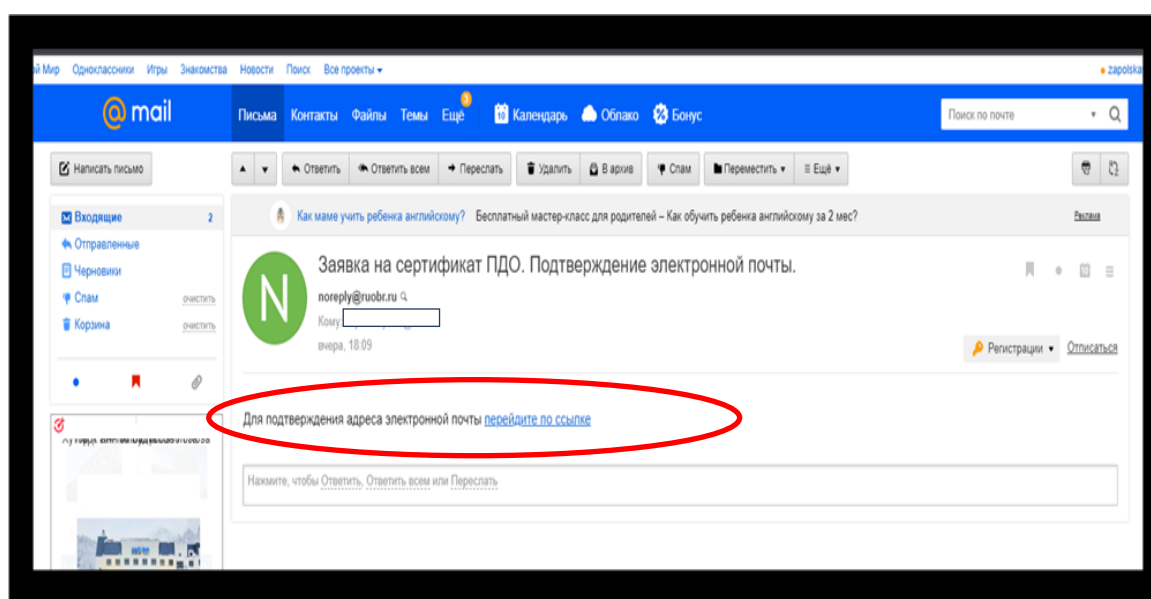 й Мир Одноклассники Игры Знакомства Новости Поиск Все проекты
zapolska
@mail Письма Контакты Файлы Темы Ещё 3 10 Календарь Облако Бонус Поиск по почте
Написать письмо Ответить Ответить всем Переслать Удалить В архив Спам Переместить Ещё
Входящие 2
Отправленные
Черновики
Спам очистить
Корзина очистить
Как маме учить ребенка английскому? Бесплатный мастер-класс для родителей – Как обучить ребенка английскому за 2 мес? Реклама
N
Заявка на сертификат ПДО. Подтверждение электронной почты.
noreply@ruobr.ru
Кому:
вчера, 18:09
Регистрации Отписаться
Для подтверждения адреса электронной почты перейдите по ссылке
Нажмите, чтобы Ответить, Ответить всем или Переслать